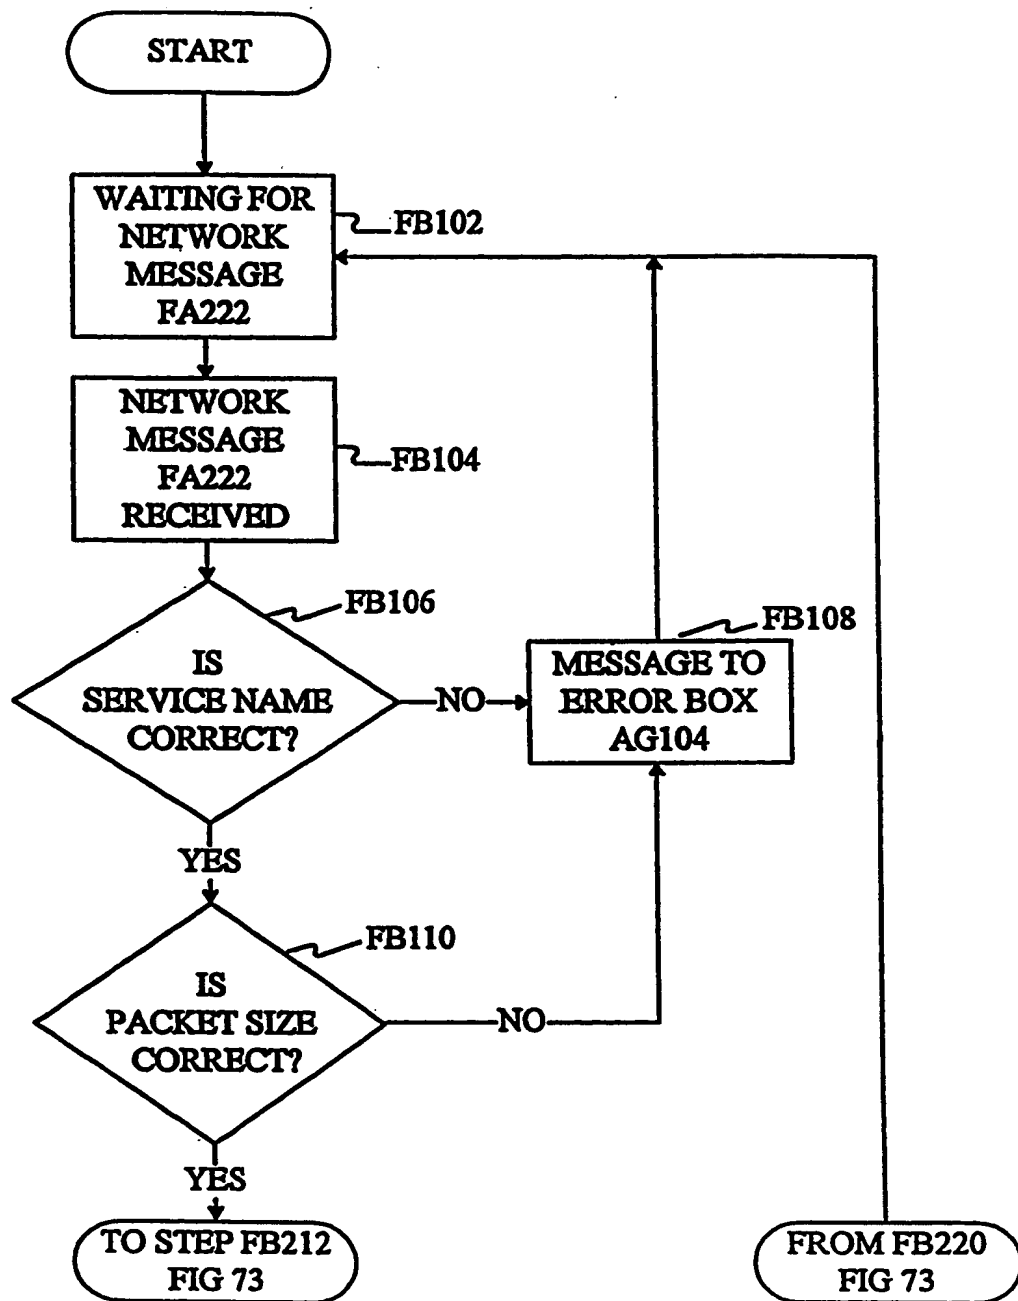 START
WAITING FOR
NETWORK
MESSAGE
FA222
FB102
NETWORK
MESSAGE
FA222
RECEIVED
FB104
FB106
IS
SERVICE NAME
CORRECT?
NO
FB108
MESSAGE TO
ERROR BOX
AG104
YES
FB110
IS
PACKET SIZE
CORRECT?
NO
YES
TO STEP FB212
FIG 73
FROM FB220
FIG 73